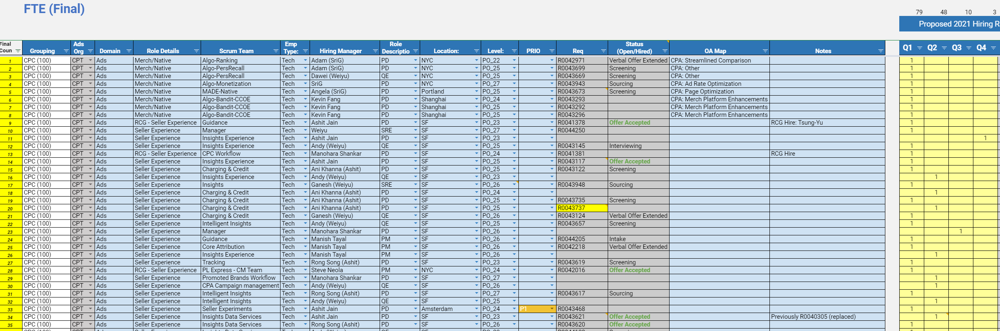 FTE (Final)
79 48 10 3
Proposed 2021 Hiring R
Final Ads Emp Role Status
Coun Grouping Org Domain Role Details Scrum Team Type: Hiring Manager Descriptio Location: Level: PRIO Req (Open/Hired) OA Map Notes Q1 Q2 Q3 Q4
1 CPC (100) CPT Ads Merch/Native Algo-Ranking Tech Adam (SriG) PD NYC PO_22 R0042971 Verbal Offer Extended CPA: Streamlined Comparison 1
2 CPC (100) CPT Ads Merch/Native Algo-PersRecall Tech Adam (SriG) PD NYC PO_25 R0043699 Screening CPA: Other 1
3 CPC (100) CPT Ads Merch/Native Algo-PersRecall Tech Dawei (Weiyu) QE NYC PO_25 R0043669 Screening CPA: Other 1
4 CPC (100) CPT Ads Merch/Native Algo-Monetization Tech SriG PD NYC PO_27 R0043943 Sourcing CPA: Ad Rate Optimization 1
5 CPC (100) CPT Ads Merch/Native MADE-Native Tech Angela (SriG) PD Portland PO_25 R0043673 Screening CPA: Page Optimization 1
6 CPC (100) CPT Ads Merch/Native Algo-Bandit-CCOE Tech Kevin Fang PD Shanghai PO_24 R0043293 CPA: Merch Platform Enhancements 1
7 CPC (100) CPT Ads Merch/Native Algo-Bandit-CCOE Tech Kevin Fang PD Shanghai PO_25 R0043292 CPA: Merch Platform Enhancements 1
8 CPC (100) CPT Ads Merch/Native Algo-Bandit-CCOE Tech Kevin Fang PD Shanghai PO_25 R0043296 CPA: Merch Platform Enhancements 1
9 CPC (100) CPT Ads RCG - Seller Experience Guidance Tech Ashit Jain PD SF PO_23 R0041378 Offer Accepted RCG Hire: Tsung-Yu 1
10 CPC (100) CPT Ads Seller Experience Manager Tech Weiyu SRE SF PO_27 R0044250 1
11 CPC (100) CPT Ads Seller Experience Insights Experience Tech Ashit Jain PD SF PO_23 1
12 CPC (100) CPT Ads Seller Experience Insights Experience Tech Andy (Weiyu) QE SF PO_25 R0043145 Interviewing 1
13 CPC (100) CPT Ads RCG - Seller Experience CPC Workflow Tech Manohara Shankar PD SF PO_24 R0041381 RCG Hire 1
14 CPC (100) CPT Ads Seller Experience Insights Experience Tech Ashit Jain PD SF PO_25 R0043117 Offer Accepted 1
15 CPC (100) CPT Ads Seller Experience Charging & Credit Tech Ani Khanna (Ashit) PD SF PO_25 R0043122 Screening 1
16 CPC (100) CPT Ads Seller Experience Insights Experience Tech Andy (Weiyu) QE SF PO_23 1
17 CPC (100) CPT Ads Seller Experience Insights Tech Ganesh (Weiyu) SRE SF PO_26 R0043948 Sourcing 1
18 CPC (100) CPT Ads Seller Experience Charging & Credit Tech Ani Khanna (Ashit) PD SF PO_24 1
19 CPC (100) CPT Ads Seller Experience Charging & Credit Tech Ani Khanna (Ashit) PD SF PO_25 R0043735 Screening 1
20 CPC (100) CPT Ads Seller Experience Charging & Credit Tech Ani Khanna (Ashit) PD SF PO_25 R0043737 1
21 CPC (100) CPT Ads Seller Experience Charging & Credit Tech Ganesh (Weiyu) QE SF PO_26 R0043124 Verbal Offer Extended 1
22 CPC (100) CPT Ads Seller Experience Intelligent Insights Tech Andy (Weiyu) QE SF PO_25 R0043657 Screening 1
23 CPC (100) CPT Ads Seller Experience Manager Tech Manohara Shankar PD SF PO_26 1
24 CPC (100) CPT Ads Seller Experience Guidance Tech Manish Tayal PM SF PO_26 R0044205 Intake 1
25 CPC (100) CPT Ads Seller Experience Core Attribution Tech Manish Tayal PM SF PO_26 R0042218 Verbal Offer Extended 1
26 CPC (100) CPT Ads Seller Experience Insights Experience Tech Manish Tayal PM SF PO_26 1
27 CPC (100) CPT Ads Seller Experience Tracking Tech Rong Song (Ashit) PD SF PO_23 R0043619 Screening 1
28 CPC (100) CPT Ads RCG - Seller Experience PL Express - CM Team Tech Steve Neola PM NYC PO_24 R0042016 Offer Accepted 1
29 CPC (100) CPT Ads Seller Experience Promoted Brands Workflow Tech Manohara Shankar PD SF PO_27 1
30 CPC (100) CPT Ads Seller Experience CPA Campaign management Tech Andy (Weiyu) QE SF PO_26 1
31 CPC (100) CPT Ads Seller Experience Intelligent Insights Tech Rong Song (Ashit) PD SF PO_27 R0043617 Sourcing 1
32 CPC (100) CPT Ads Seller Experience Intelligent Insights Tech Andy (Weiyu) QE SF PO_25 1
33 CPC (100) CPT Ads Seller Experience Seller Experiments Tech Ashit Jain PD Amsterdam PO_24 P1 R0043468 1
34 CPC (100) CPT Ads Seller Experience Insights Data Services Tech Ashit Jain PD SF PO_23 R0043621 Offer Accepted Previously R0040305 (replaced) 1
35 CPC (100) CPT Ads Seller Experience Insights Data Services Tech Rong Song (Ashit) PD SF PO_26 R0043620 Offer Accepted 1